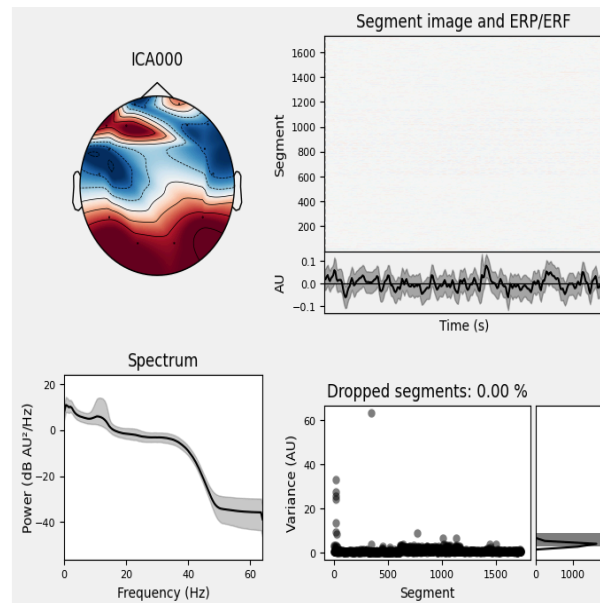 Segment image and ERP/ERF
ICA000
1600
1400
1200
1000
800
600
400
200
Segment
0.1
0.0
−0.1
AU
Time (s)
Spectrum
20
0
−20
−40
Power (dB AU²/Hz)
0 20 40 60
Frequency (Hz)
Dropped segments: 0.00 %
60
40
20
0
Variance (AU)
0 500 1000 1500
Segment
0 1000